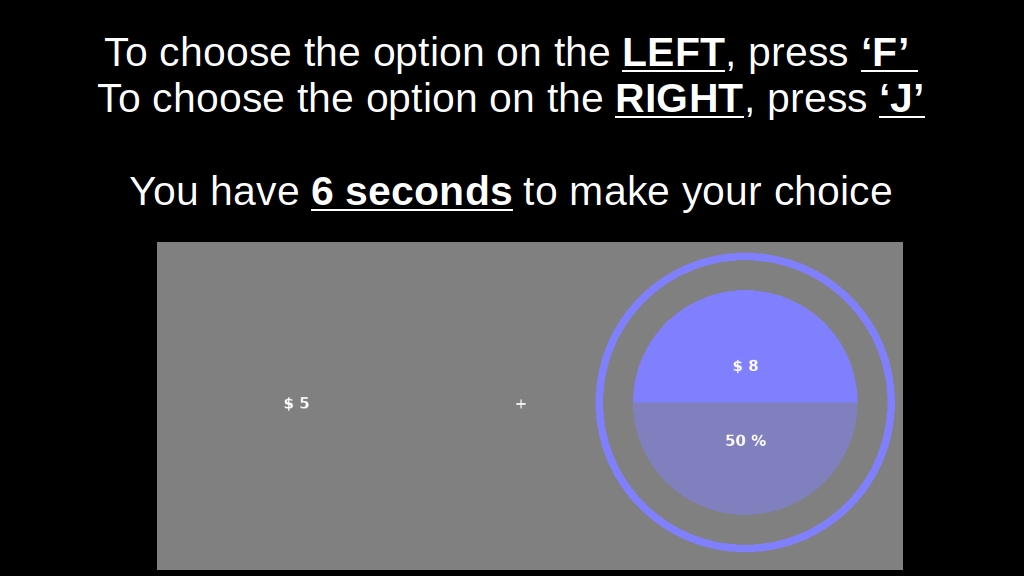 To choose the option on the LEFT, press ‘F’
To choose the option on the RIGHT, press ‘J’
You have 6 seconds to make your choice
$ 8
$ 5 +
50 %